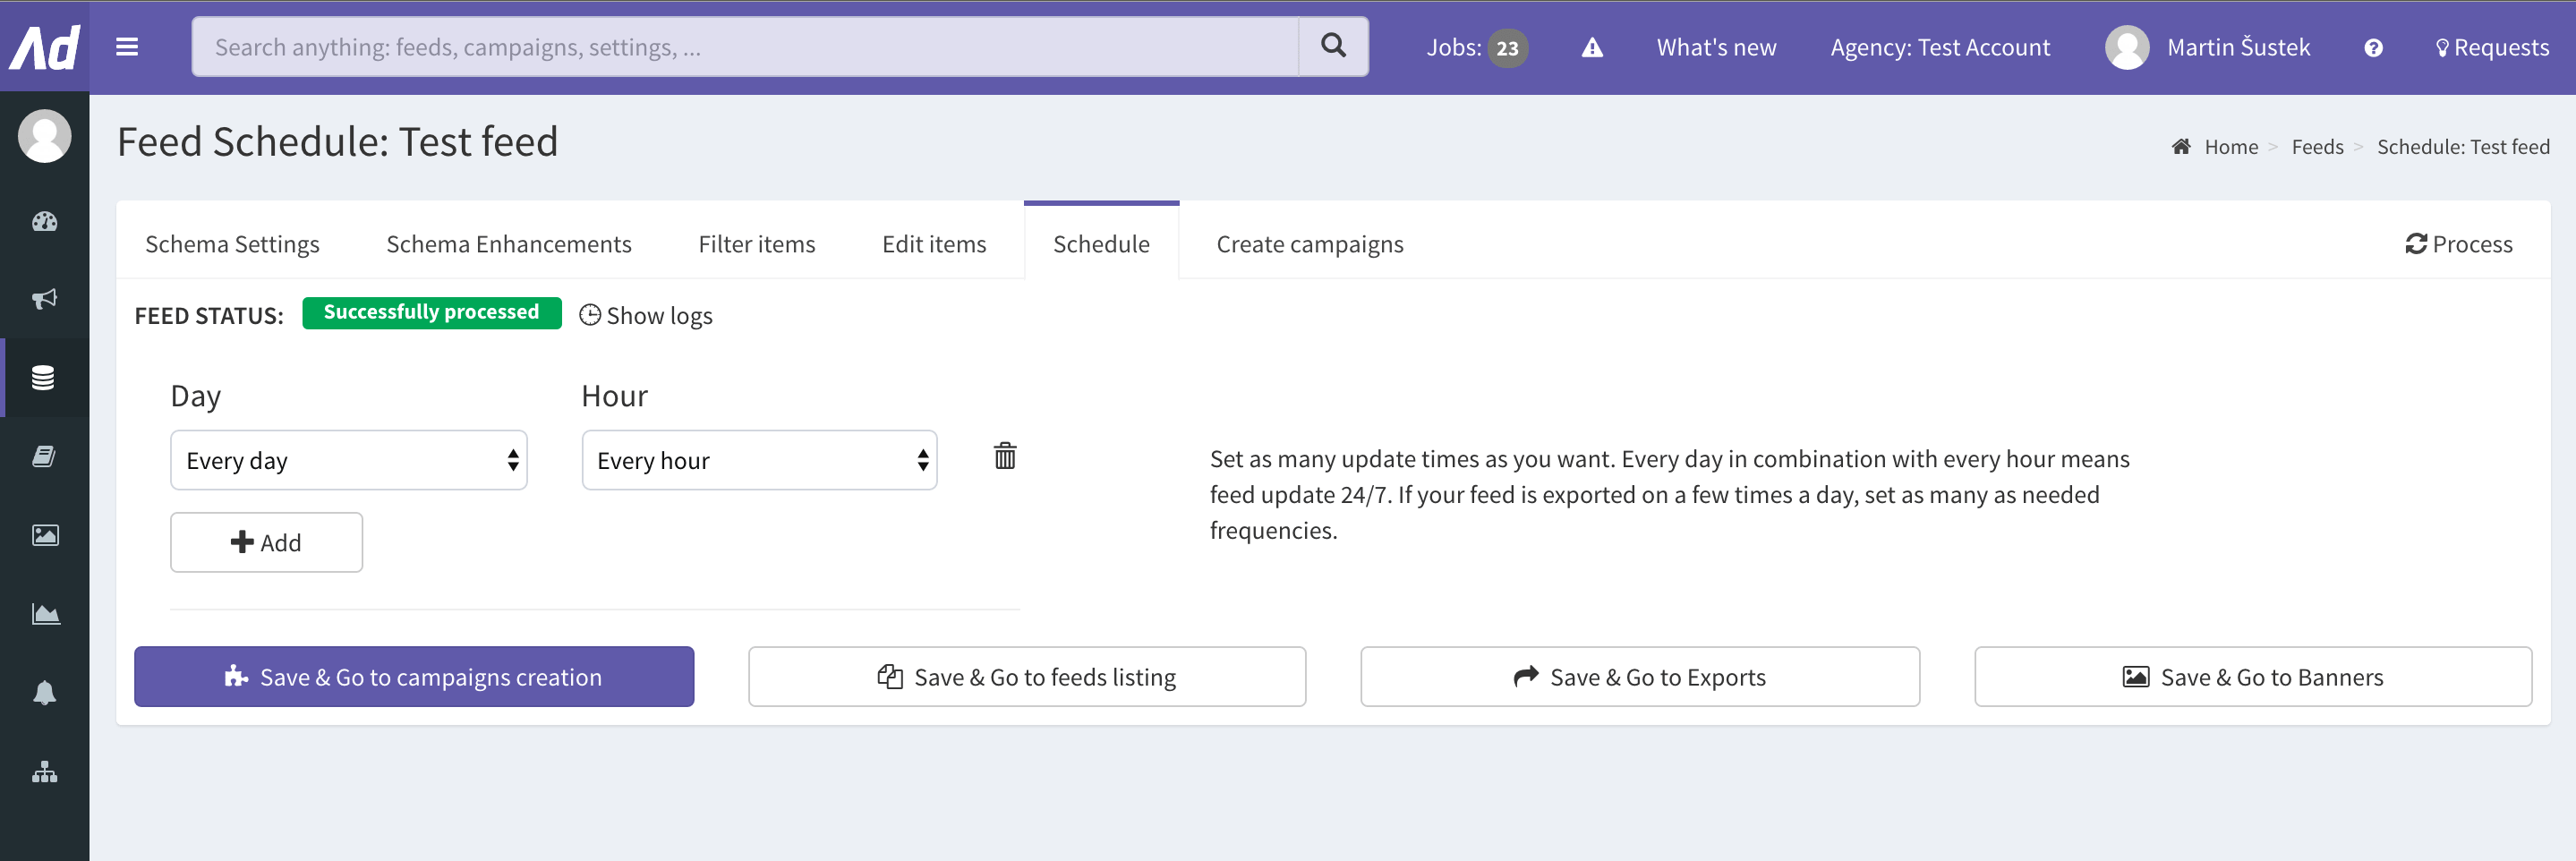 Ad
Search anything: feeds, campaigns, settings, ...
Jobs: 23
What's new
Agency: Test Account
Martin Šustek
Requests
Feed Schedule: Test feed
Home > Feeds > Schedule: Test feed
Schema Settings
Schema Enhancements
Filter items
Edit items
Schedule
Create campaigns
Process
FEED STATUS: Successfully processed Show logs
Day
Hour
Every day
Every hour
Add
Set as many update times as you want. Every day in combination with every hour means
feed update 24/7. If your feed is exported on a few times a day, set as many as needed
frequencies.
Save & Go to campaigns creation
Save & Go to feeds listing
Save & Go to Exports
Save & Go to Banners